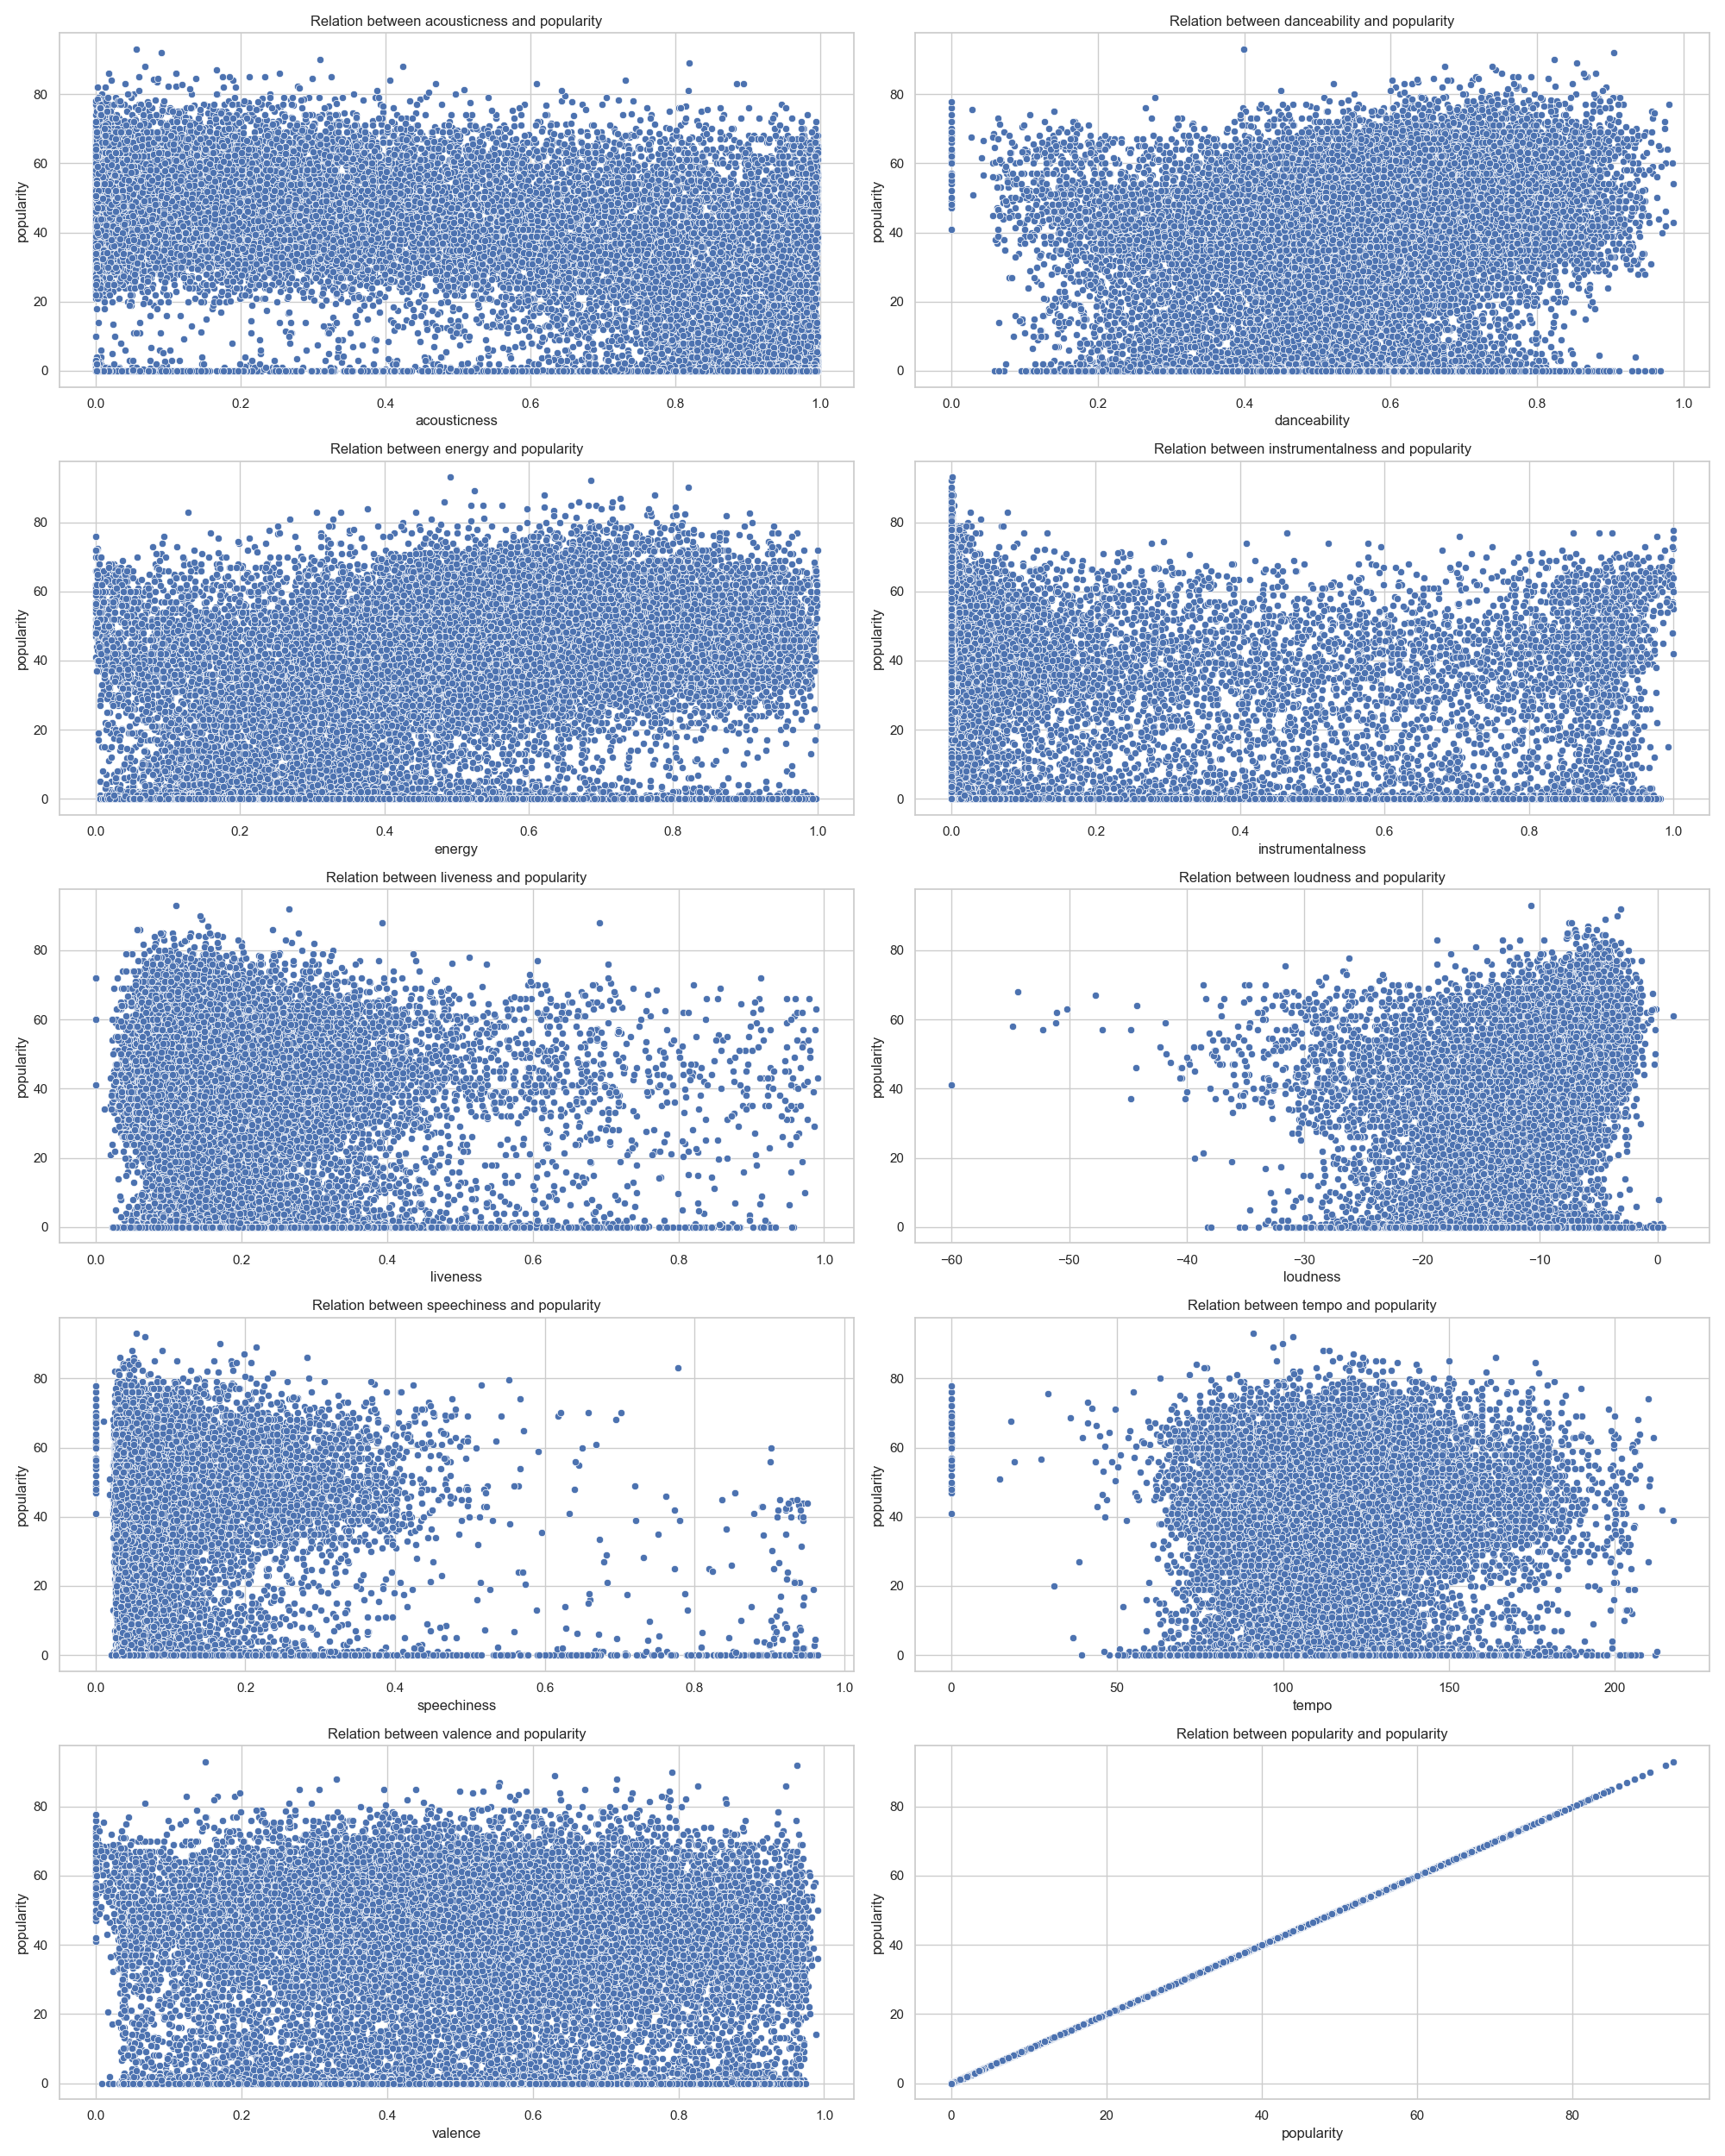 Relation between acousticness and popularity
popularity
80
60
40
20
0
0.0 0.2 0.4 0.6 0.8 1.0
acousticness
Relation between danceability and popularity
popularity
80
60
40
20
0
0.0 0.2 0.4 0.6 0.8 1.0
danceability
Relation between energy and popularity
popularity
80
60
40
20
0
0.0 0.2 0.4 0.6 0.8 1.0
energy
Relation between instrumentalness and popularity
popularity
80
60
40
20
0
0.0 0.2 0.4 0.6 0.8 1.0
instrumentalness
Relation between liveness and popularity
popularity
80
60
40
20
0
0.0 0.2 0.4 0.6 0.8 1.0
liveness
Relation between loudness and popularity
popularity
80
60
40
20
0
−60 −50 −40 −30 −20 −10 0
loudness
Relation between speechiness and popularity
popularity
80
60
40
20
0
0.0 0.2 0.4 0.6 0.8 1.0
speechiness
Relation between tempo and popularity
popularity
80
60
40
20
0
0 50 100 150 200
tempo
Relation between valence and popularity
popularity
80
60
40
20
0
0.0 0.2 0.4 0.6 0.8 1.0
valence
Relation between popularity and popularity
popularity
80
60
40
20
0
0 20 40 60 80
popularity